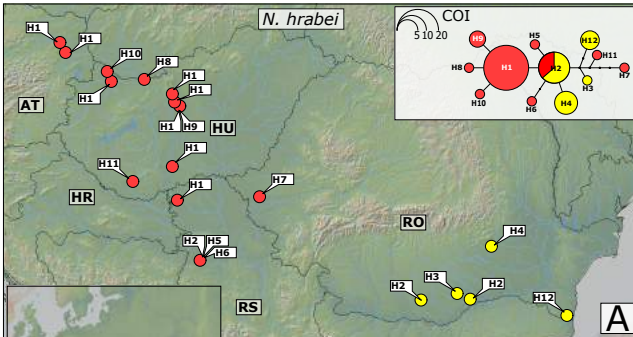 N. hrabei
COI
5 10 20
H9
H5
H12
H11
H8
H1
H2
H7
H3
H10
H6
H4
H1
H1
H10
H8
H1
AT
H1
H1
HU
H1 H9
H1
H11
HR
H1
H7
RO
H2 H5
H6
H4
H3
H2
H2
RS
H12
A